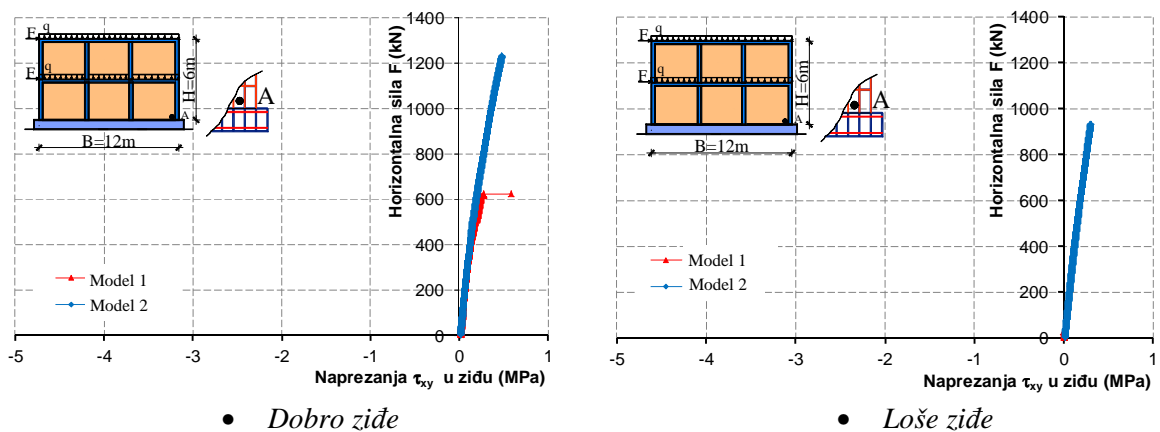 1400
1200
1000
800
600
400
200
0
Horizontalna sila F (kN)
F q
F q
H=6m
A
B=12m
A
Model 1
Model 2
-5 -4 -3 -2 -1 0 1
Naprezanja τxy u ziđu (MPa)
• Dobro ziđe
1400
1200
1000
800
600
400
200
0
Horizontalna sila F (kN)
F q
F q
H=6m
A
B=12m
A
Model 1
Model 2
-5 -4 -3 -2 -1 0 1
Naprezanja τxy u ziđu (MPa)
• Loše ziđe